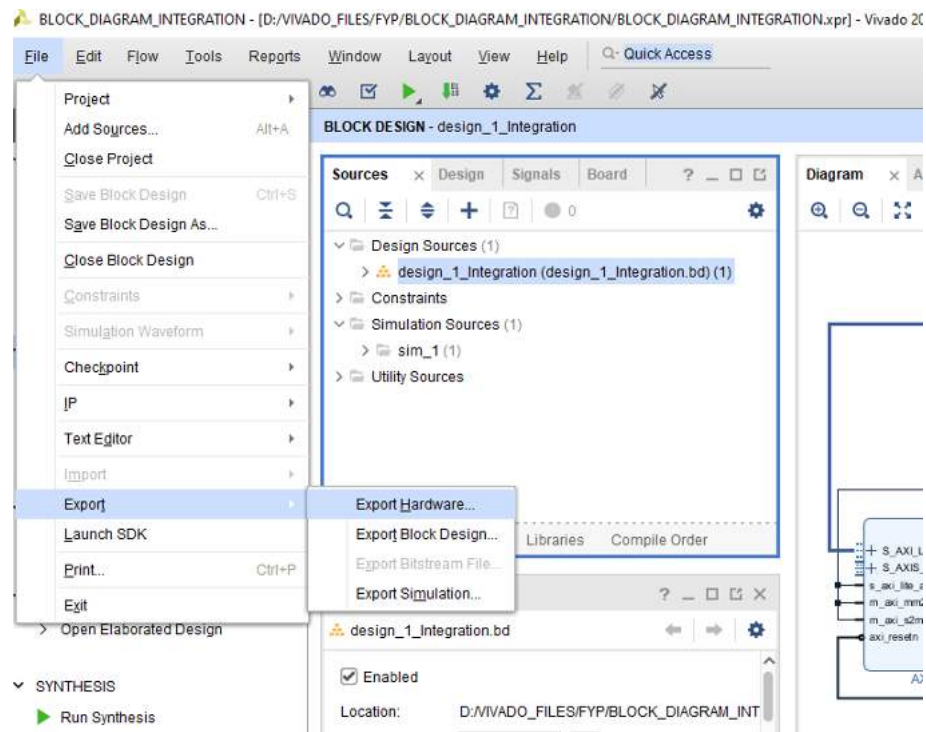 BLOCK_DIAGRAM_INTEGRATION - [D:/VIVADO_FILES/FYP/BLOCK_DIAGRAM_INTEGRATION/BLOCK_DIAGRAM_INTEGRATION.xpr] - Vivado 20
File Edit Flow Tools Reports Window Layout View Help Quick Access
Project
Add Sources... Alt+A
Close Project
Save Block Design Ctrl+S
Save Block Design As...
Close Block Design
Constraints
Simulation Waveform
Checkpoint
IP
Text Editor
Import
Export
Launch SDK
Print... Ctrl+P
Exit
Export Hardware...
Export Block Design...
Export Bitstream File...
Export Simulation...
BLOCK DESIGN - design_1_Integration
Sources Design Signals Board
0
Design Sources (1)
design_1_Integration (design_1_Integration.bd) (1)
Constraints
Simulation Sources (1)
sim_1 (1)
Utility Sources
Libraries Compile Order
design_1_Integration.bd
Enabled
Location: D:/VIVADO_FILES/FYP/BLOCK_DIAGRAM_INT
Diagram A
S_AXI_L
S_AXIS_
s_axi_lite_a
m_axi_mm2
m_axi_s2m
axi_resetn
AX
Open Elaborated Design
SYNTHESIS
Run Synthesis